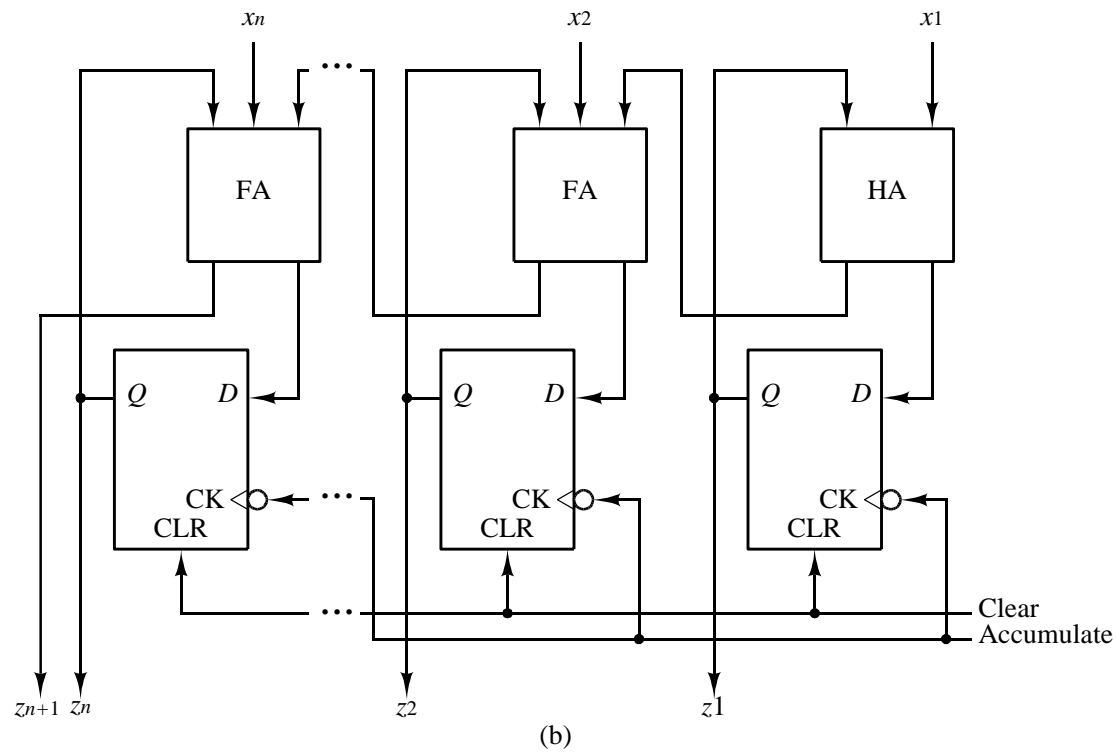 xn x2 x1
...
FA FA HA
Q D Q D Q D
CK ... CK CK
CLR CLR CLR
... Clear
Accumulate
zn+1 zn z2 z1
(b)